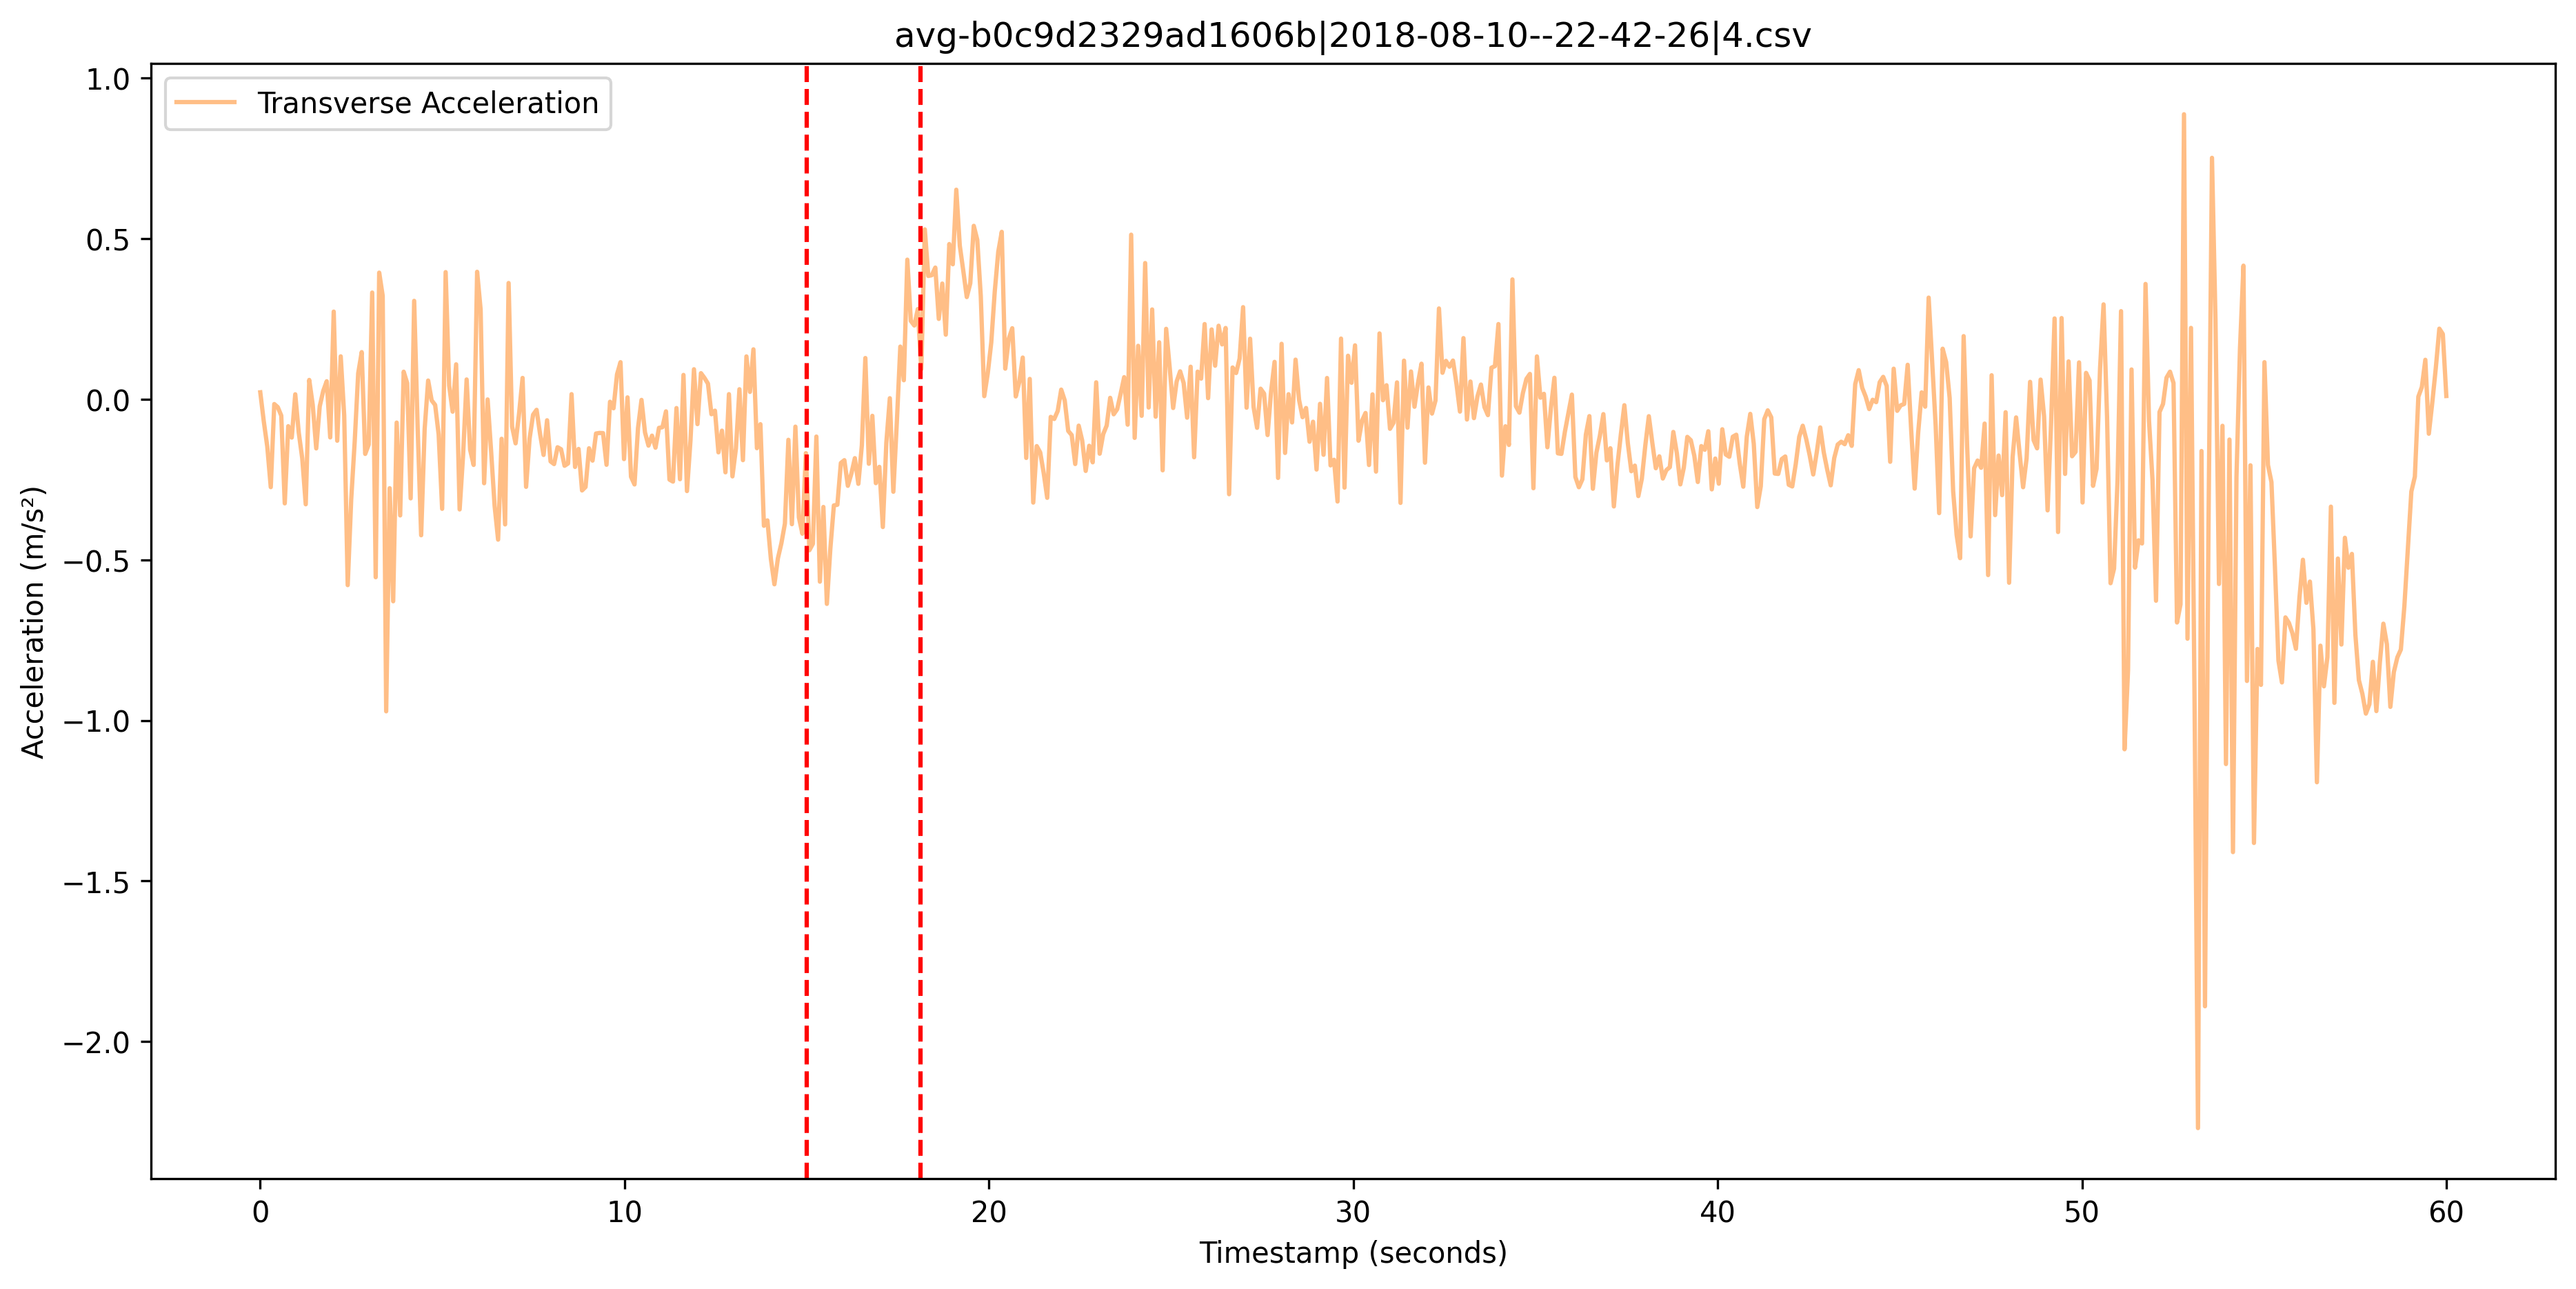 avg-b0c9d2329ad1606b|2018-08-10--22-42-26|4.csv
Transverse Acceleration
1.0
0.5
0.0
−0.5
−1.0
−1.5
−2.0
Acceleration (m/s²)
0 10 20 30 40 50 60
Timestamp (seconds)